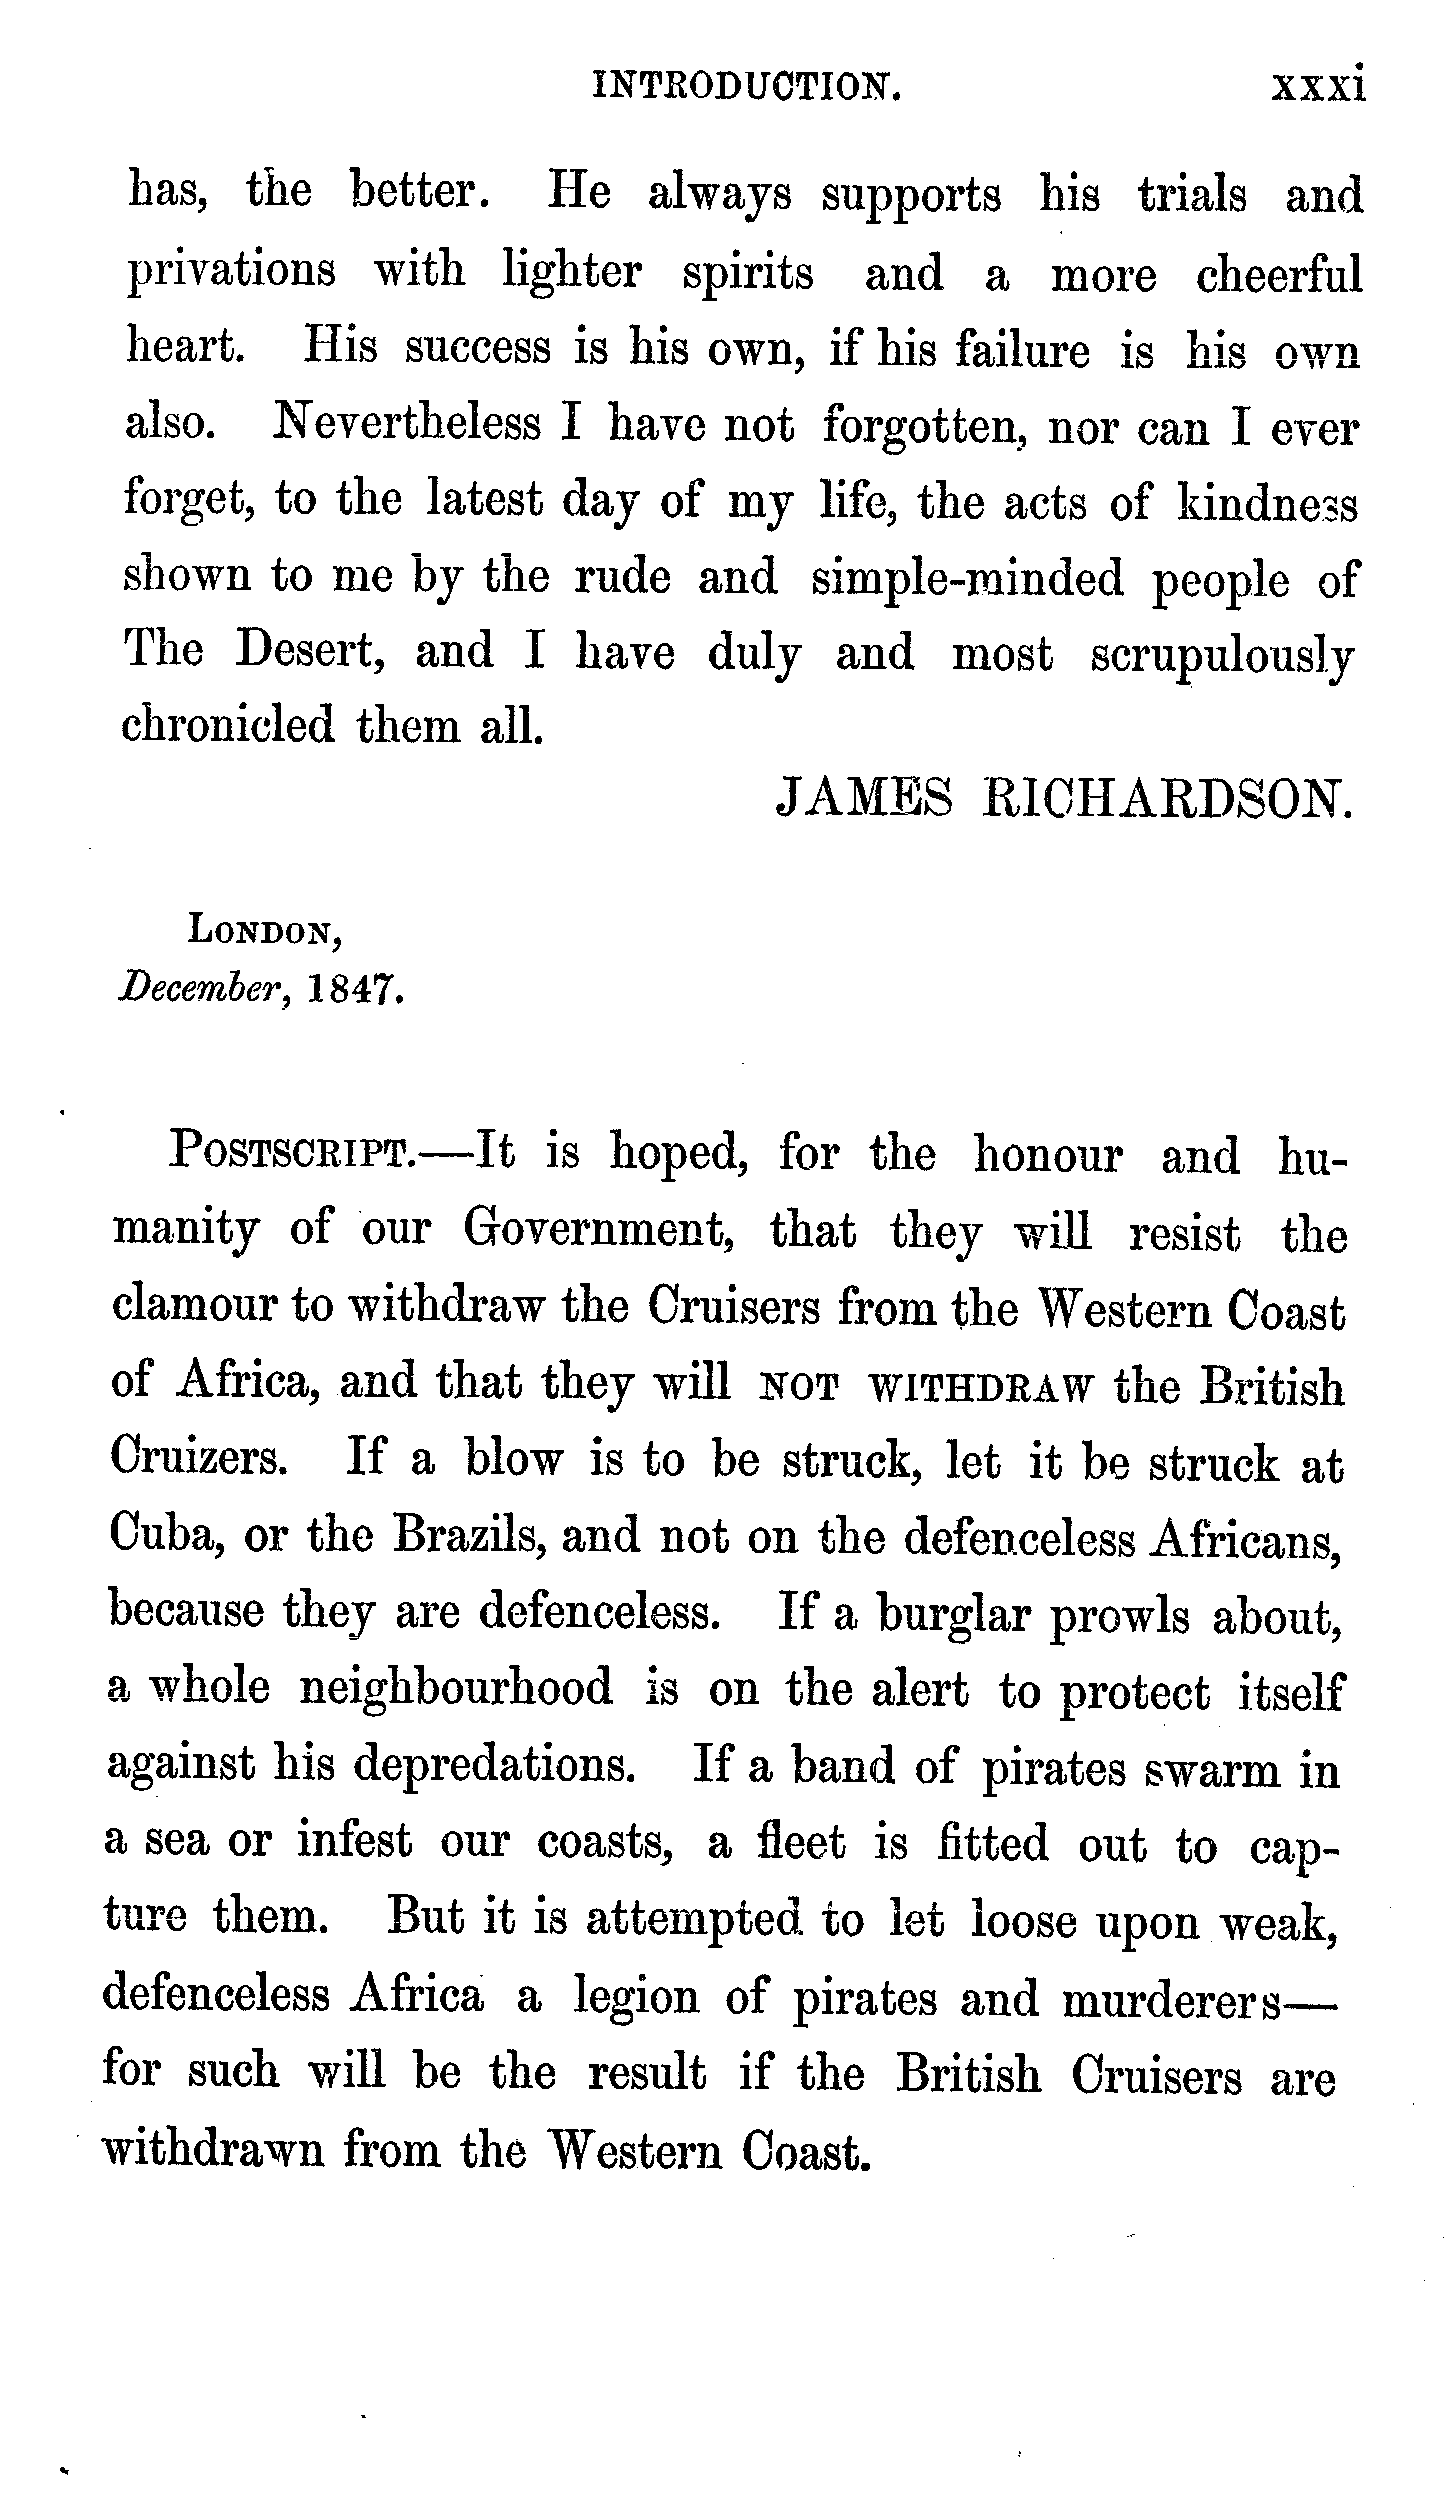 INTRODUCTION. xxxi
has, the better. He always supports his trials and
privations with lighter spirits and a more cheerful
heart. His success is his own, if his failure is his own
also. Nevertheless I have not forgotten, nor can I ever
forget, to the latest day of my life, the acts of kindness
shown to me by the rude and simple-minded people of
The Desert, and I have duly and most scrupulously
chronicled them all.
JAMES RICHARDSON.
LONDON,
December, 1847.
POSTSCRIPT.—It is hoped, for the honour and hu-
manity of our Government, that they will resist the
clamour to withdraw the Cruisers from the Western Coast
of Africa, and that they will NOT WITHDRAW the British
Cruizers. If a blow is to be struck, let it be struck at
Cuba, or the Brazils, and not on the defenceless Africans,
because they are defenceless. If a burglar prowls about,
a whole neighbourhood is on the alert to protect itself
against his depredations. If a band of pirates swarm in
a sea or infest our coasts, a fleet is fitted out to cap-
ture them. But it is attempted to let loose upon weak,
defenceless Africa a legion of pirates and murderers—
for such will be the result if the British Cruisers are
withdrawn from the Western Coast.